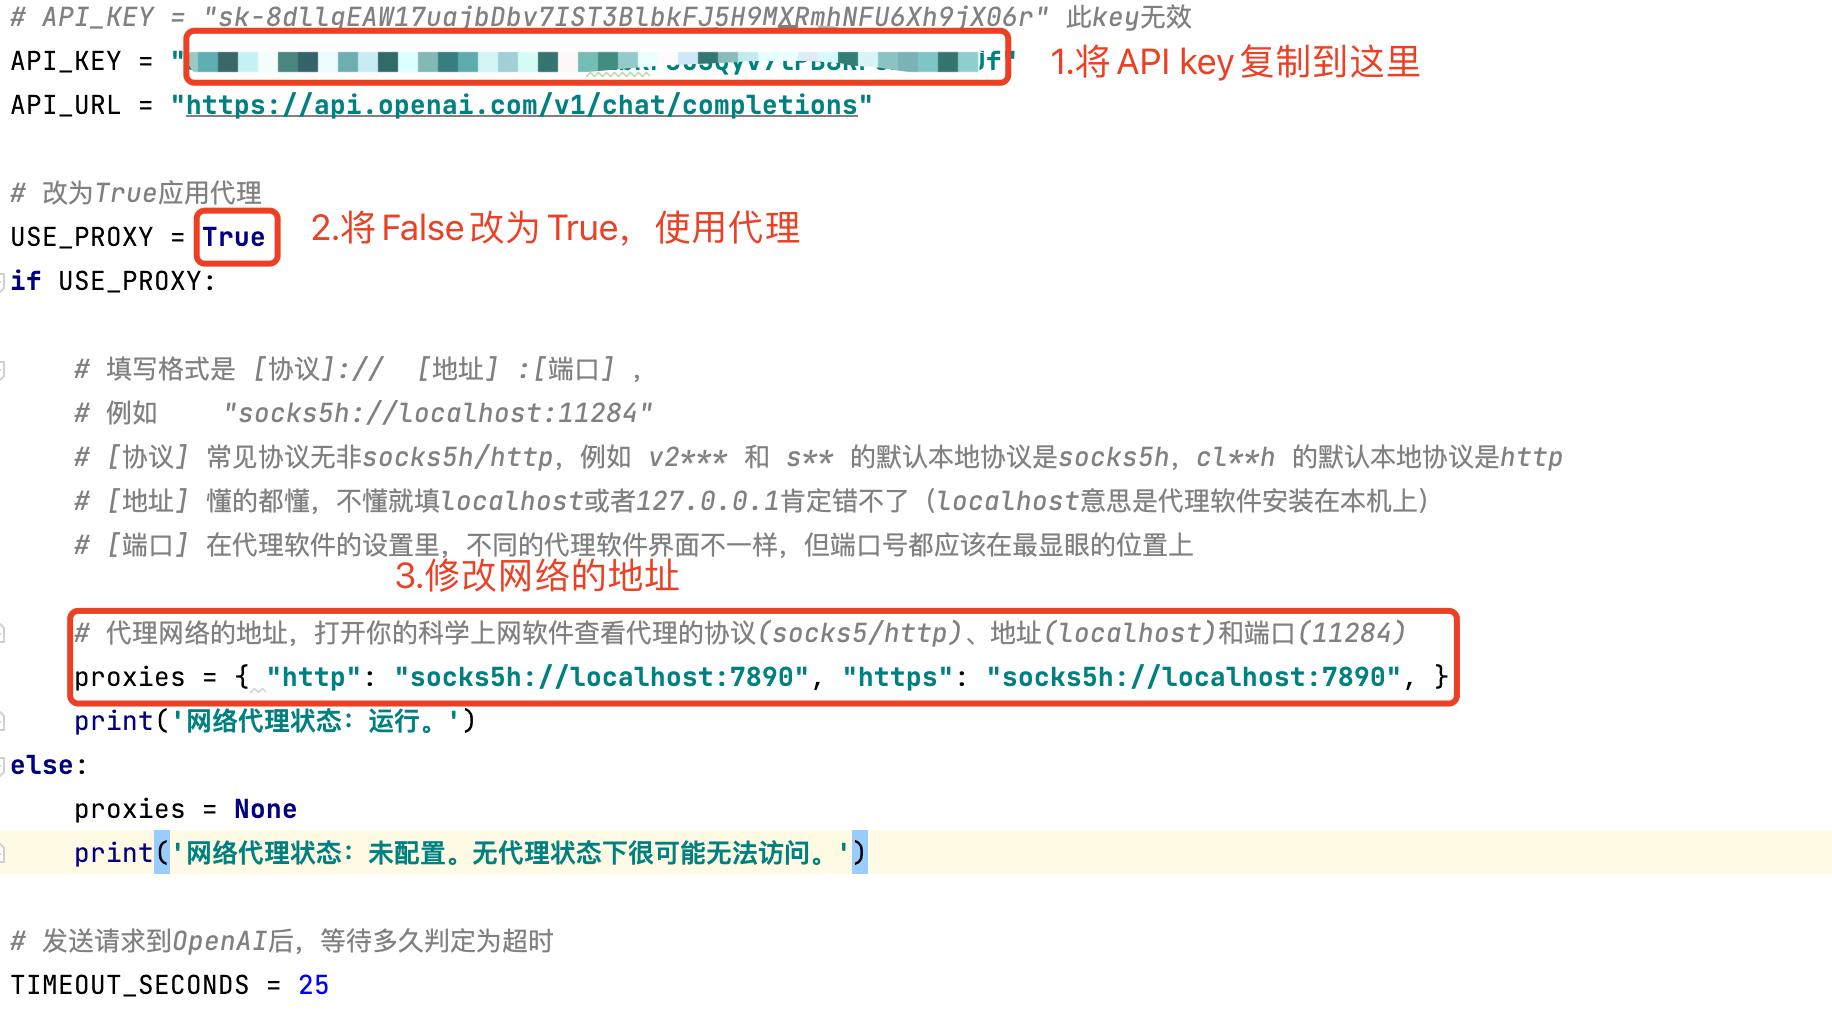 # API_KEY = "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" 此key无效
API_KEY = " " 1.将API key复制到这里
API_URL = "https://api.openai.com/v1/chat/completions"
# 改为True应用代理
USE_PROXY = True 2.将False改为True，使用代理
if USE_PROXY:
# 填写格式是 [协议]://  [地址] :[端口] ，
# 例如    "socks5h://localhost:11284"
# [协议] 常见协议无非socks5h/http，例如 v2*** 和 s** 的默认本地协议是socks5h，cl**h 的默认本地协议是http
# [地址] 懂的都懂，不懂就填localhost或者127.0.0.1肯定错不了（localhost意思是代理软件安装在本机上）
# [端口] 在代理软件的设置里，不同的代理软件界面不一样，但端口号都应该在最显眼的位置上
3.修改网络的地址
# 代理网络的地址，打开你的科学上网软件查看代理的协议(socks5/http)、地址(localhost)和端口(11284)
proxies = { "http": "socks5h://localhost:7890", "https": "socks5h://localhost:7890", }
print('网络代理状态：运行。')
else:
proxies = None
print('网络代理状态：未配置。无代理状态下很可能无法访问。')
# 发送请求到OpenAI后，等待多久判定为超时
TIMEOUT_SECONDS = 25